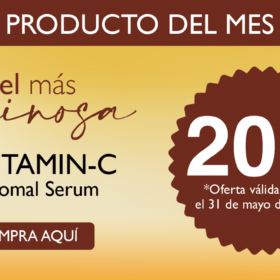 PRODUCTO DEL MES
el más
inosa
TAMIN-C
omal Serum
MPRA AQUÍ
20
*Oferta válida
el 31 de mayo d